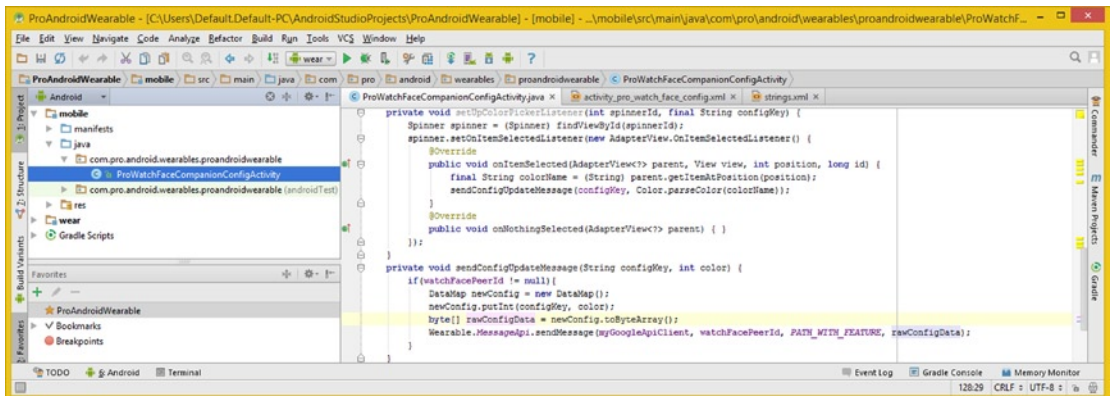 ProAndroidWearable - [C:\Users\Default.Default-PC\AndroidStudioProjects\ProAndroidWearable] - [mobile] - ...\mobile\src\main\java\com\pro\android\wearables\proandroidwearable\ProWatchF...
File Edit View Navigate Code Analyze Refactor Build Run Tools VCS Window Help
wear
ProAndroidWearable mobile src main java com pro android wearables proandroidwearable ProWatchFaceCompanionConfigActivity
Android
ProWatchFaceCompanionConfigActivity.java × activity_pro_watch_face_config.xml × strings.xml ×
1: Project
7: Structure
Build Variants
2: Favorites
mobile
manifests
java
com.pro.android.wearables.proandroidwearable
ProWatchFaceCompanionConfigActivity
com.pro.android.wearables.proandroidwearable (androidTest)
res
wear
Gradle Scripts
Favorites
ProAndroidWearable
Bookmarks
Breakpoints
private void setUpColorPickerListener(int spinnerId, final String configKey) {
Spinner spinner = (Spinner) findViewById(spinnerId);
spinner.setOnItemSelectedListener(new AdapterView.OnItemSelectedListener() {
@Override
public void onItemSelected(AdapterView<?> parent, View view, int position, long id) {
final String colorName = (String) parent.getItemAtPosition(position);
sendConfigUpdateMessage(configKey, Color.parseColor(colorName));
}
@Override
public void onNothingSelected(AdapterView<?> parent) { }
});
}
private void sendConfigUpdateMessage(String configKey, int color) {
if(watchFacePeerId != null){
DataMap newConfig = new DataMap();
newConfig.putInt(configKey, color);
byte[] rawConfigData = newConfig.toByteArray();
Wearable.MessageApi.sendMessage(myGoogleApiClient, watchFacePeerId, PATH_WITH_FEATURE, rawConfigData);
}
}
Commander
Maven Projects
Gradle
TODO 6: Android Terminal Event Log Gradle Console Memory Monitor
128:29 CRLF UTF-8